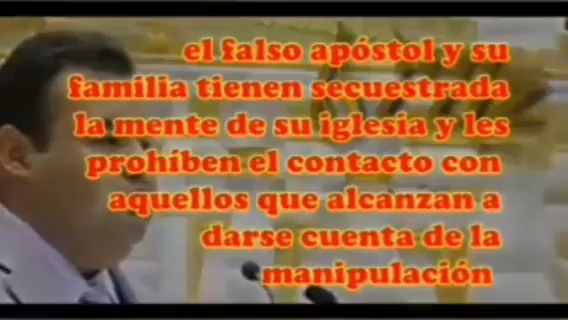 el falso apóstol y su
familia tienen secuestrada
la mente de su iglesia y les
prohíben el contacto con
aquellos que alcanzan a
darse cuenta de la
manipulación